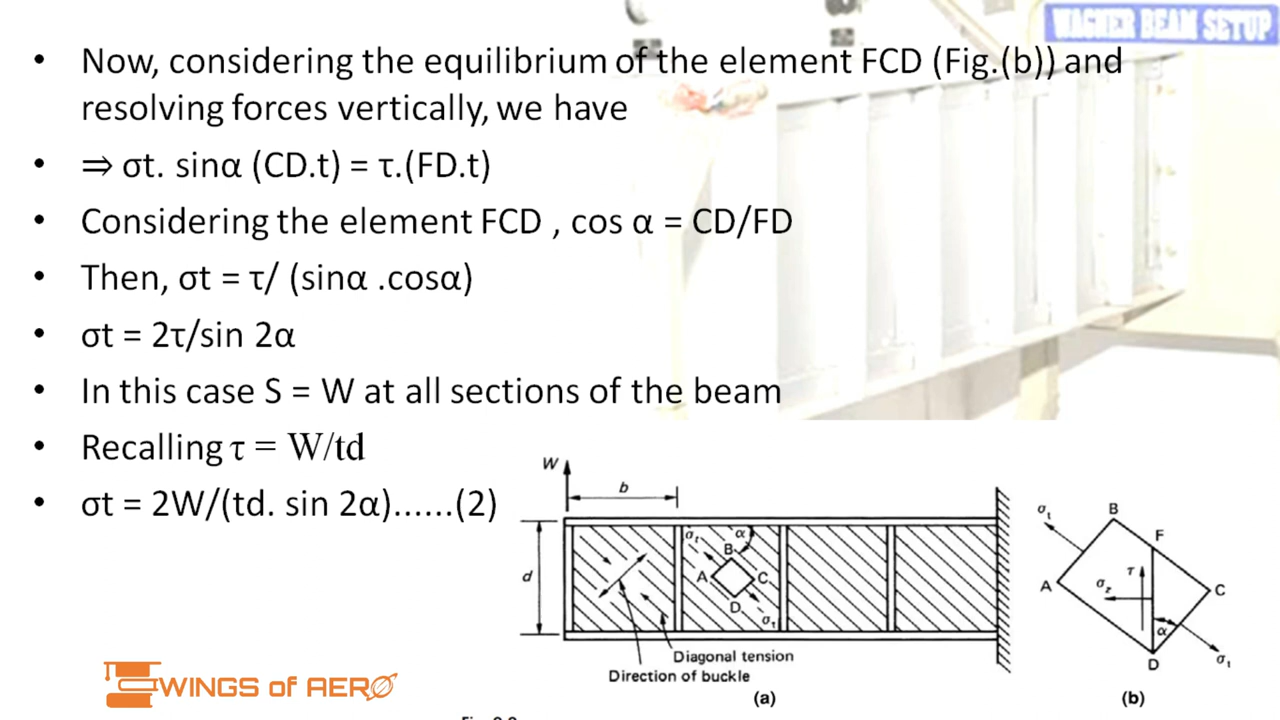 WAGNER BEAM SETUP
• Now, considering the equilibrium of the element FCD (Fig.(b)) and
resolving forces vertically, we have
• ⇒ σt. sinα (CD.t) = τ.(FD.t)
• Considering the element FCD , cos α = CD/FD
• Then, σt = τ/ (sinα .cosα)
• σt = 2τ/sin 2α
• In this case S = W at all sections of the beam
• Recalling τ = W/td
• σt = 2W/(td. sin 2α)......(2)
W
b
d
σt
α
B
A
C
D
σt
Diagonal tension
Direction of buckle
(a)
σt
B
F
τ
A
σz
C
α
D
σt
(b)
WINGS of AERO